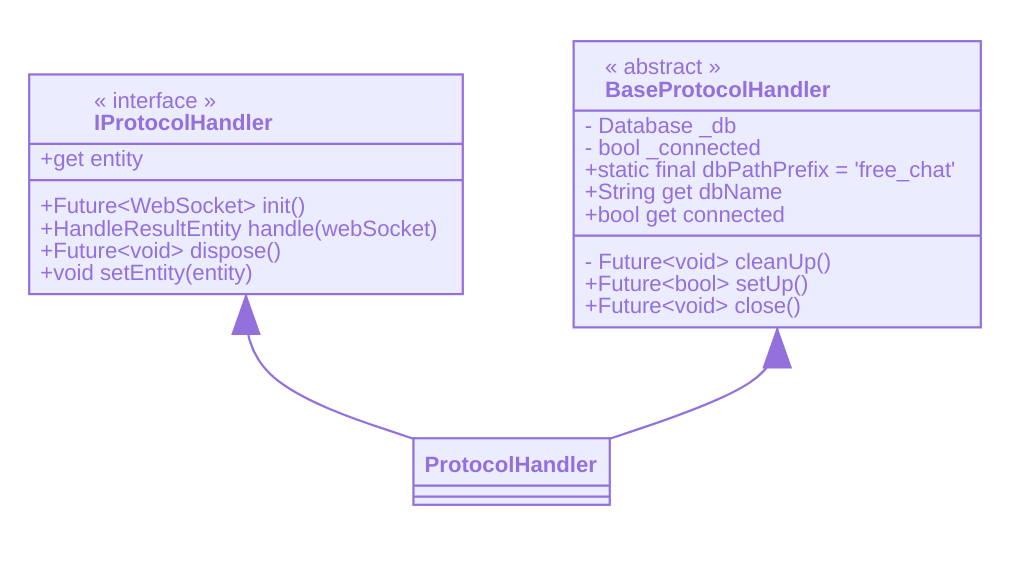 « interface »
IProtocolHandler
+get entity
+Future<WebSocket> init()
+HandleResultEntity handle(webSocket)
+Future<void> dispose()
+void setEntity(entity)
« abstract »
BaseProtocolHandler
- Database _db
- bool _connected
+static final dbPathPrefix = 'free_chat'
+String get dbName
+bool get connected
- Future<void> cleanUp()
+Future<bool> setUp()
+Future<void> close()
ProtocolHandler